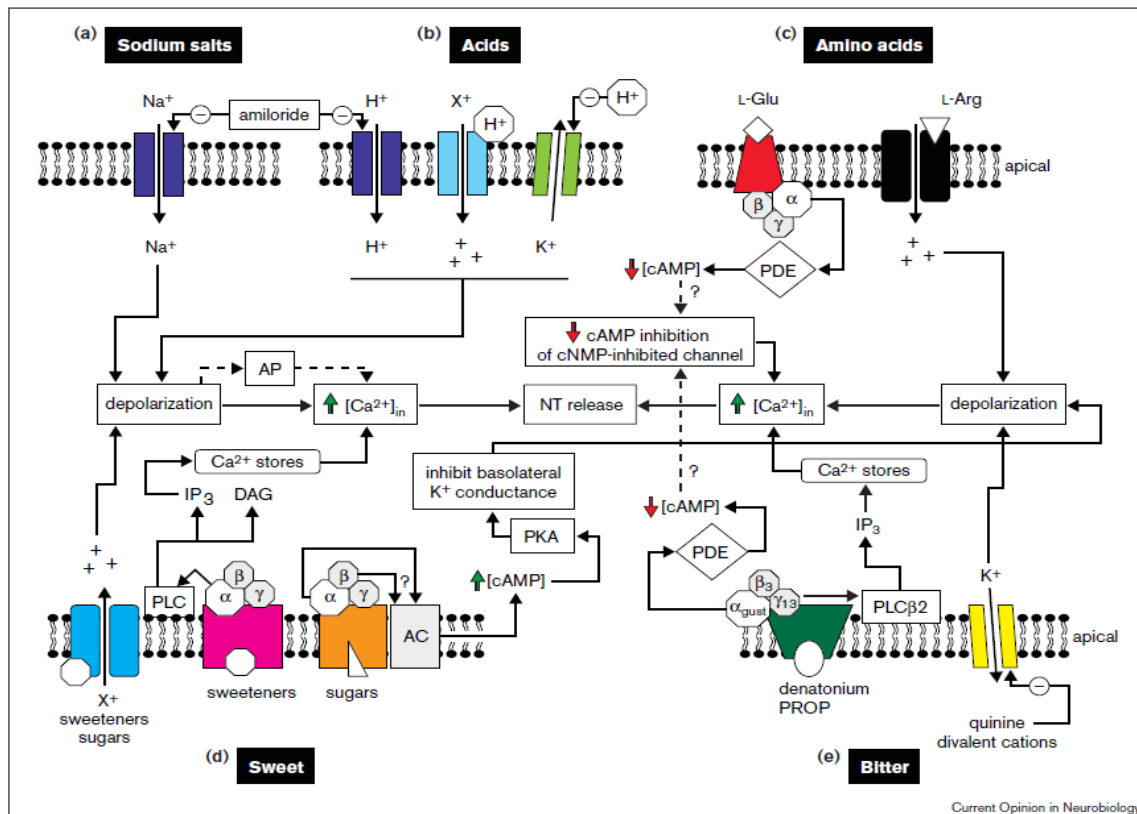 (a) Sodium salts
(b) Acids
(c) Amino acids
Na⁺
amiloride
−
−
H⁺
X⁺
H⁺
−
H⁺
L-Glu
L-Arg
apical
β
α
γ
Na⁺
H⁺
+ + +
K⁺
+ + +
[cAMP]
PDE
?
cAMP inhibition
of cNMP-inhibited channel
AP
depolarization
[Ca²⁺]in
NT release
[Ca²⁺]in
depolarization
Ca²⁺ stores
inhibit basolateral
K⁺ conductance
?
Ca²⁺ stores
IP₃
DAG
[cAMP]
IP₃
PKA
PDE
+ + +
K⁺
[cAMP]
PLC
α
β
γ
α
β
γ
?
AC
αgust
β₃
γ₁₃
PLCβ2
apical
X⁺
sweeteners
sugars
sweeteners
sugars
denatonium
PROP
−
quinine
divalent cations
(d) Sweet
(e) Bitter
Current Opinion in Neurobiology